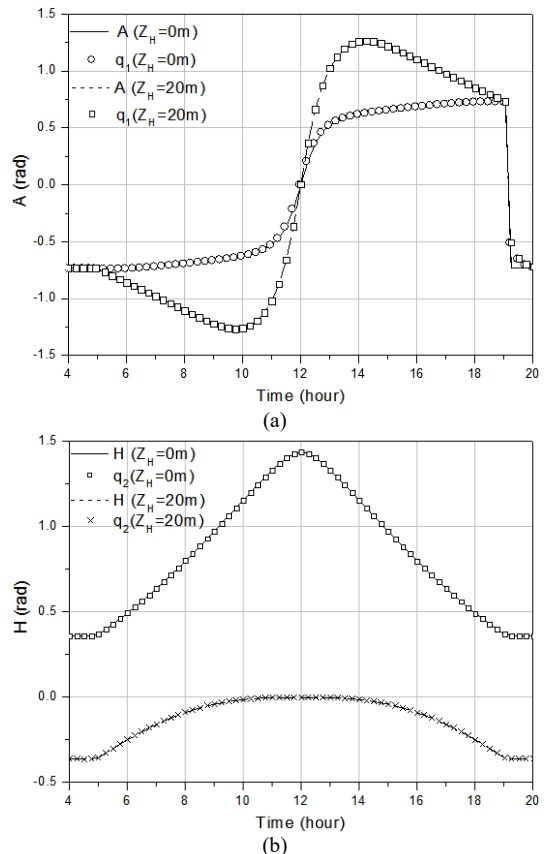 1.5
1.0
0.5
0.0
-0.5
-1.0
-1.5
A (rad)
A (Z_H=0m)
q_1(Z_H=0m)
A (Z_H=20m)
q_1(Z_H=20m)
4 6 8 10 12 14 16 18 20
Time (hour)
(a)
1.5
1.0
0.5
0.0
-0.5
H (rad)
H (Z_H=0m)
q_2(Z_H=0m)
H (Z_H=20m)
q_2(Z_H=20m)
4 6 8 10 12 14 16 18 20
Time (hour)
(b)